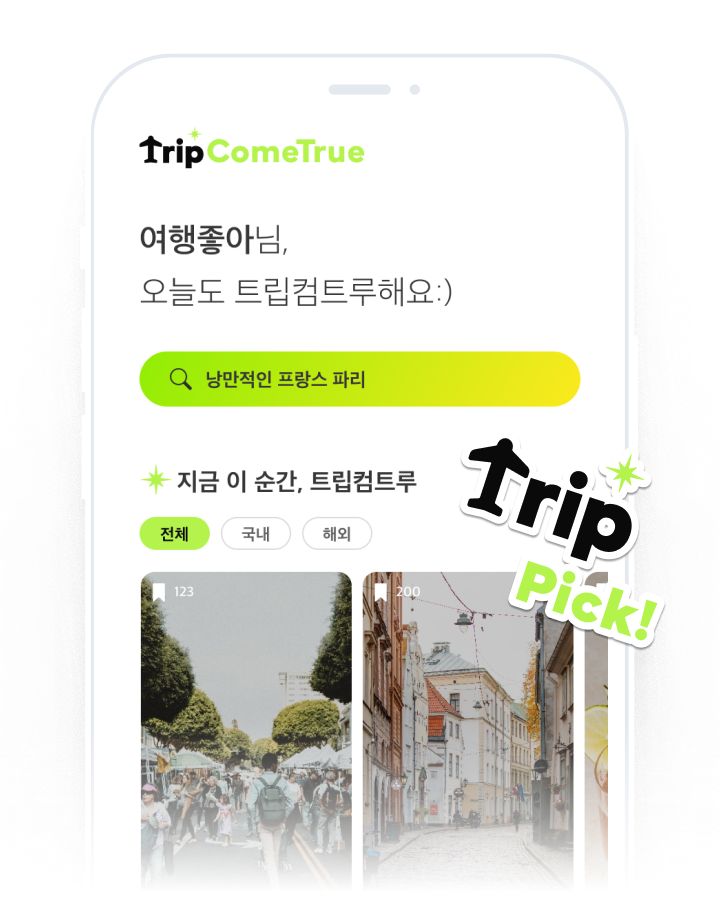 Trip ComeTrue
여행좋아님,
오늘도 트립컴트루해요:)
낭만적인 프랑스 파리
지금 이 순간, 트립컴트루
전체 국내 해외
Trip
Pick!
123 200